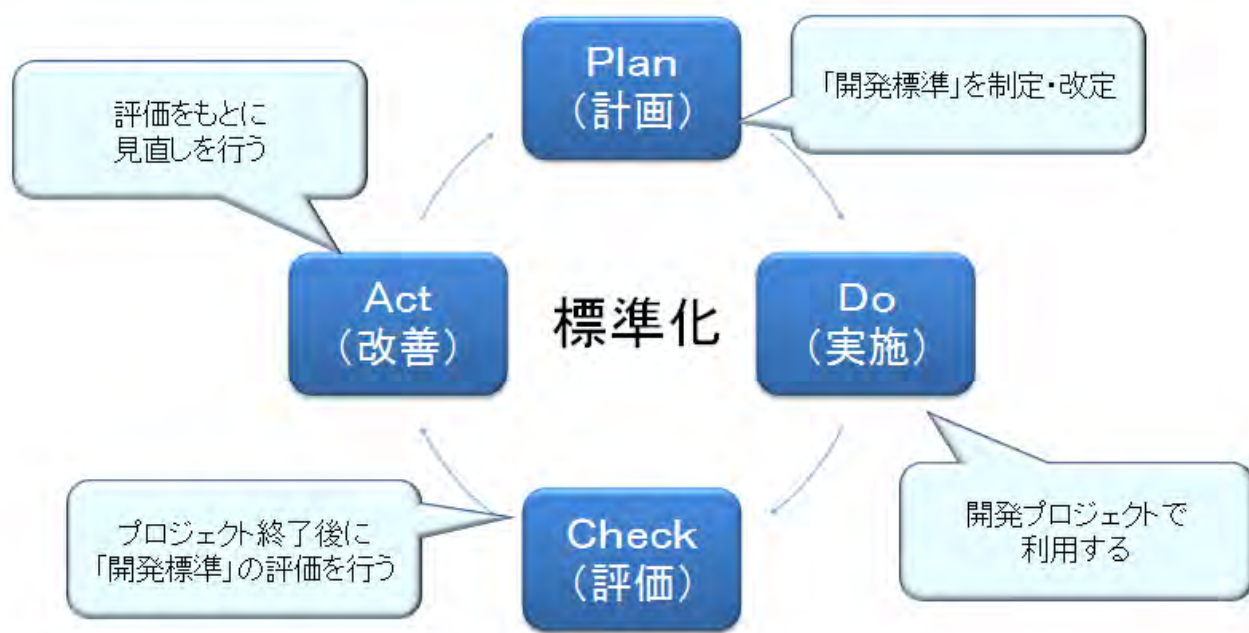 Plan
(計画)
「開発標準」を制定・改定
評価をもとに
見直しを行う
Act
(改善)
標準化
Do
(実施)
プロジェクト終了後に
「開発標準」の評価を行う
Check
(評価)
開発プロジェクトで
利用する